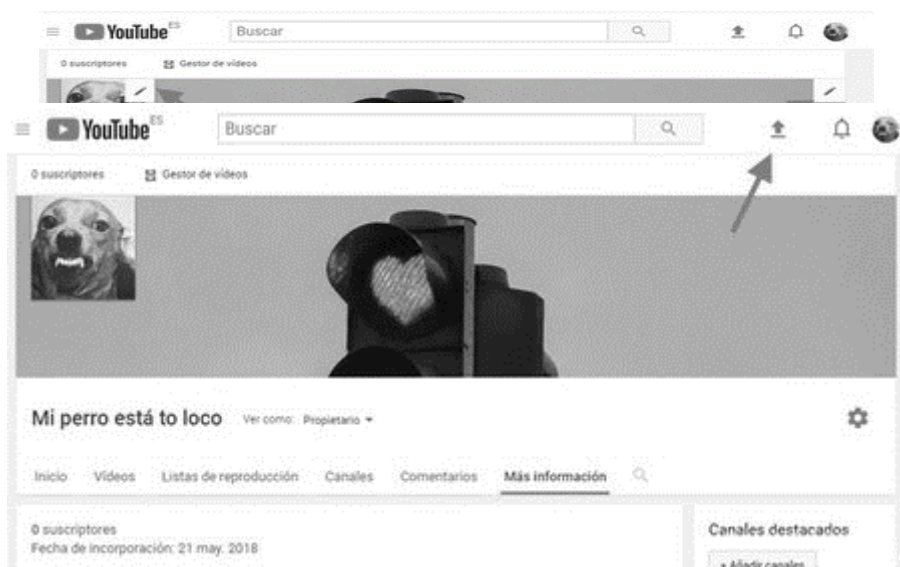 YouTube ES Buscar
0 suscriptores Gestor de vídeos
YouTube ES Buscar
0 suscriptores Gestor de vídeos
Mi perro está to loco Ver como: Propietario
Inicio Vídeos Listas de reproducción Canales Comentarios Más información
0 suscriptores Canales destacados
Fecha de incorporación: 21 may. 2018
+ Añadir canales